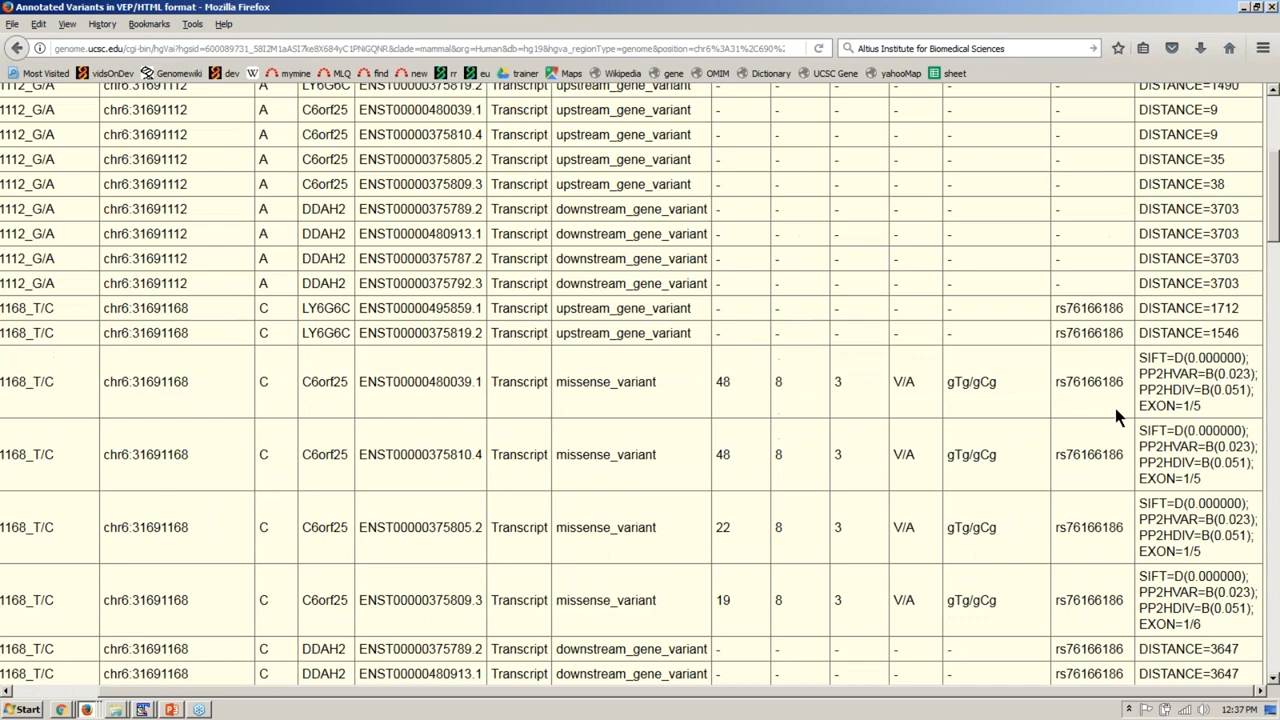 Annotated Variants in VEP/HTML format - Mozilla Firefox
File Edit View History Bookmarks Tools Help
Altius Institute for Biomedical Sciences
Most Visited vidsOnDev Genomewiki dev mymine MLQ find new rr eu trainer Maps Wikipedia gene OMIM Dictionary UCSC Gene yahooMap sheet
1112_G/A chr6:31691112 A LY6G6C ENST00000375819.2 Transcript upstream_gene_variant - - - - - - DISTANCE=1490
1112_G/A chr6:31691112 A C6orf25 ENST00000480039.1 Transcript upstream_gene_variant - - - - - - DISTANCE=9
1112_G/A chr6:31691112 A C6orf25 ENST00000375810.4 Transcript upstream_gene_variant - - - - - - DISTANCE=9
1112_G/A chr6:31691112 A C6orf25 ENST00000375805.2 Transcript upstream_gene_variant - - - - - - DISTANCE=35
1112_G/A chr6:31691112 A C6orf25 ENST00000375809.3 Transcript upstream_gene_variant - - - - - - DISTANCE=38
1112_G/A chr6:31691112 A DDAH2 ENST00000375789.2 Transcript downstream_gene_variant - - - - - - DISTANCE=3703
1112_G/A chr6:31691112 A DDAH2 ENST00000480913.1 Transcript downstream_gene_variant - - - - - - DISTANCE=3703
1112_G/A chr6:31691112 A DDAH2 ENST00000375787.2 Transcript downstream_gene_variant - - - - - - DISTANCE=3703
1112_G/A chr6:31691112 A DDAH2 ENST00000375792.3 Transcript downstream_gene_variant - - - - - - DISTANCE=3703
1168_T/C chr6:31691168 C LY6G6C ENST00000495859.1 Transcript upstream_gene_variant - - - - - rs76166186 DISTANCE=1712
1168_T/C chr6:31691168 C LY6G6C ENST00000375819.2 Transcript upstream_gene_variant - - - - - rs76166186 DISTANCE=1546
1168_T/C chr6:31691168 C C6orf25 ENST00000480039.1 Transcript missense_variant 48 8 3 V/A gTg/gCg rs76166186 SIFT=D(0.000000);
PP2HVAR=B(0.023);
PP2HDIV=B(0.051);
EXON=1/5
1168_T/C chr6:31691168 C C6orf25 ENST00000375810.4 Transcript missense_variant 48 8 3 V/A gTg/gCg rs76166186 SIFT=D(0.000000);
PP2HVAR=B(0.023);
PP2HDIV=B(0.051);
EXON=1/5
1168_T/C chr6:31691168 C C6orf25 ENST00000375805.2 Transcript missense_variant 22 8 3 V/A gTg/gCg rs76166186 SIFT=D(0.000000);
PP2HVAR=B(0.023);
PP2HDIV=B(0.051);
EXON=1/5
1168_T/C chr6:31691168 C C6orf25 ENST00000375809.3 Transcript missense_variant 19 8 3 V/A gTg/gCg rs76166186 SIFT=D(0.000000);
PP2HVAR=B(0.023);
PP2HDIV=B(0.051);
EXON=1/6
1168_T/C chr6:31691168 C DDAH2 ENST00000375789.2 Transcript downstream_gene_variant - - - - - rs76166186 DISTANCE=3647
1168_T/C chr6:31691168 C DDAH2 ENST00000480913.1 Transcript downstream_gene_variant - - - - - rs76166186 DISTANCE=3647
Start 12:37 PM